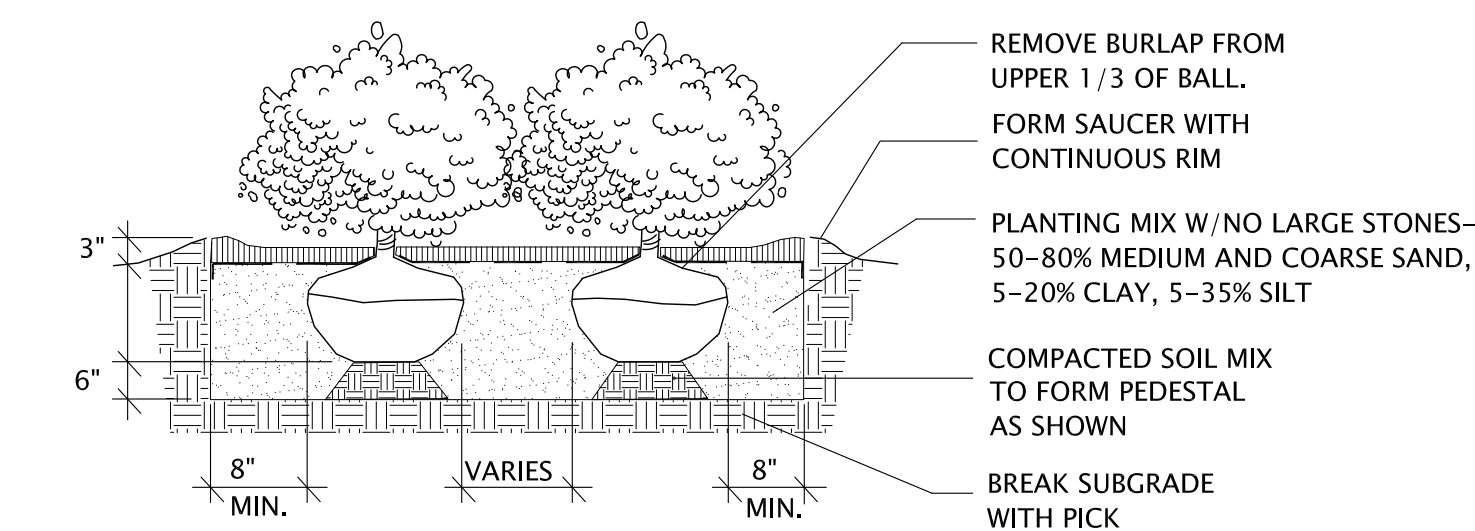 REMOVE BURLAP FROM
UPPER 1/3 OF BALL.
FORM SAUCER WITH
CONTINUOUS RIM
PLANTING MIX W/NO LARGE STONES-
50-80% MEDIUM AND COARSE SAND,
5-20% CLAY, 5-35% SILT
COMPACTED SOIL MIX
TO FORM PEDESTAL
AS SHOWN
BREAK SUBGRADE
WITH PICK
3"
6"
8"
MIN.
VARIES
8"
MIN.